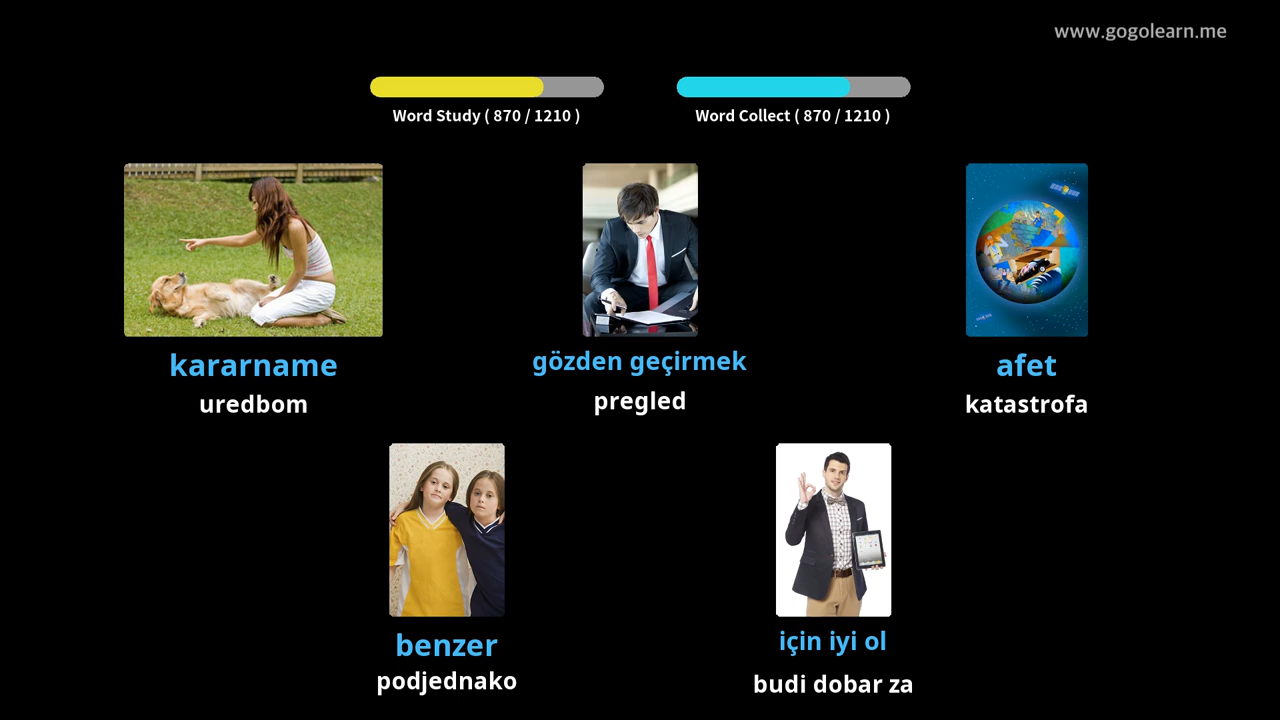 www.gogolearn.me
Word Study ( 870 / 1210 )
Word Collect ( 870 / 1210 )
kararname
uredbom
gözden geçirmek
pregled
afet
katastrofa
benzer
podjednako
için iyi ol
budi dobar za